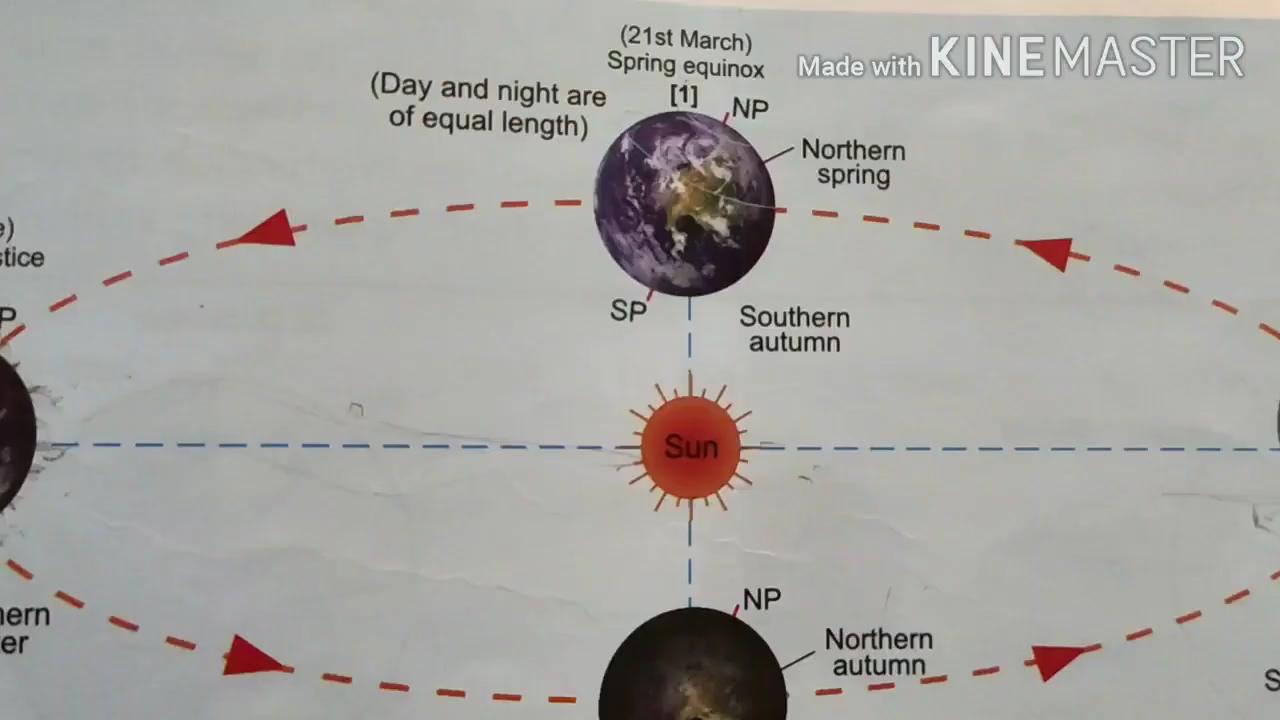 (21st March)
Spring equinox
[1]
Made with KINEMASTER
(Day and night are
of equal length)
NP
Northern
spring
e)
stice
P
SP
Southern
autumn
Sun
NP
hern
er
Northern
autumn
S